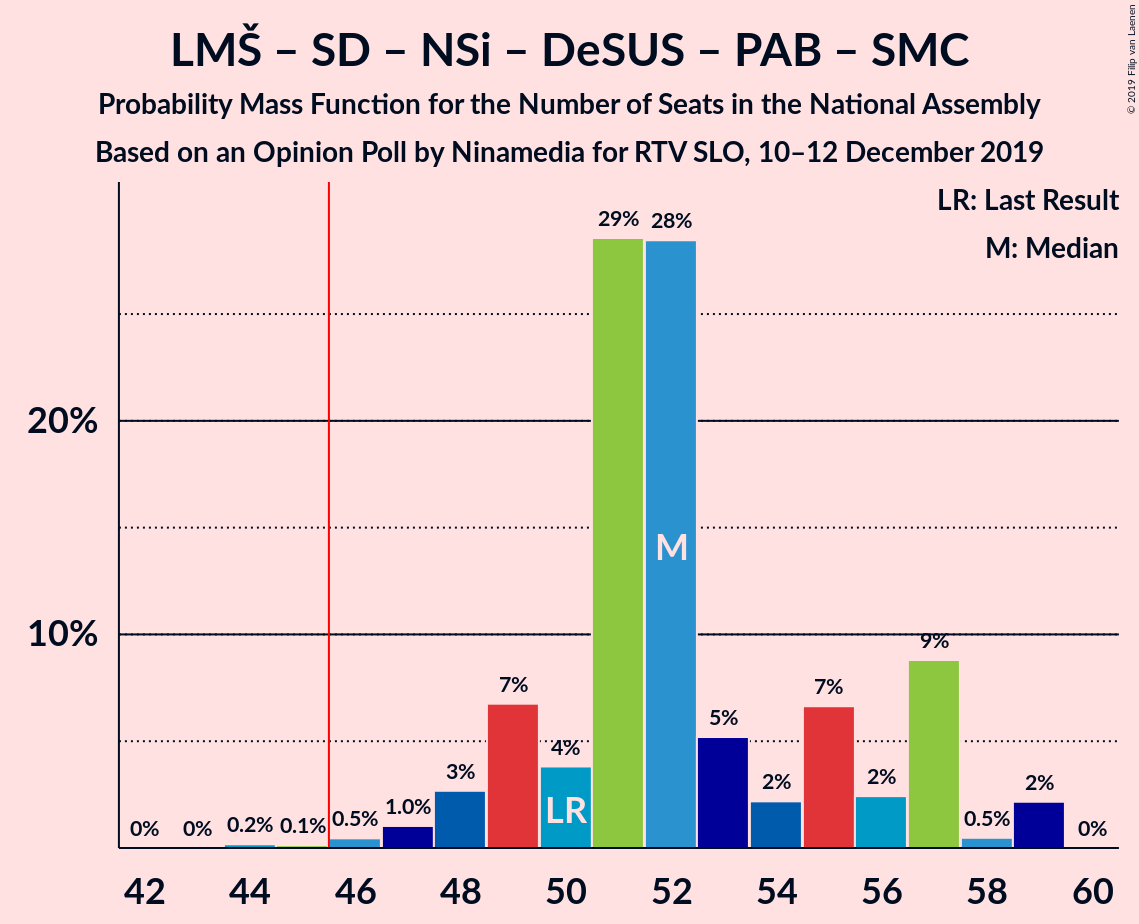 LMŠ – SD – NSi – DeSUS – PAB – SMC
Probability Mass Function for the Number of Seats in the National Assembly
Based on an Opinion Poll by Ninamedia for RTV SLO, 10–12 December 2019
© 2019 Filip van Laenen
LR: Last Result
M: Median
20%
10%
0% 0% 0.2% 0.1% 0.5% 1.0% 3% 7% 4% 29% 28% 5% 2% 7% 2% 9% 0.5% 2% 0%
M
LR
42 44 46 48 50 52 54 56 58 60